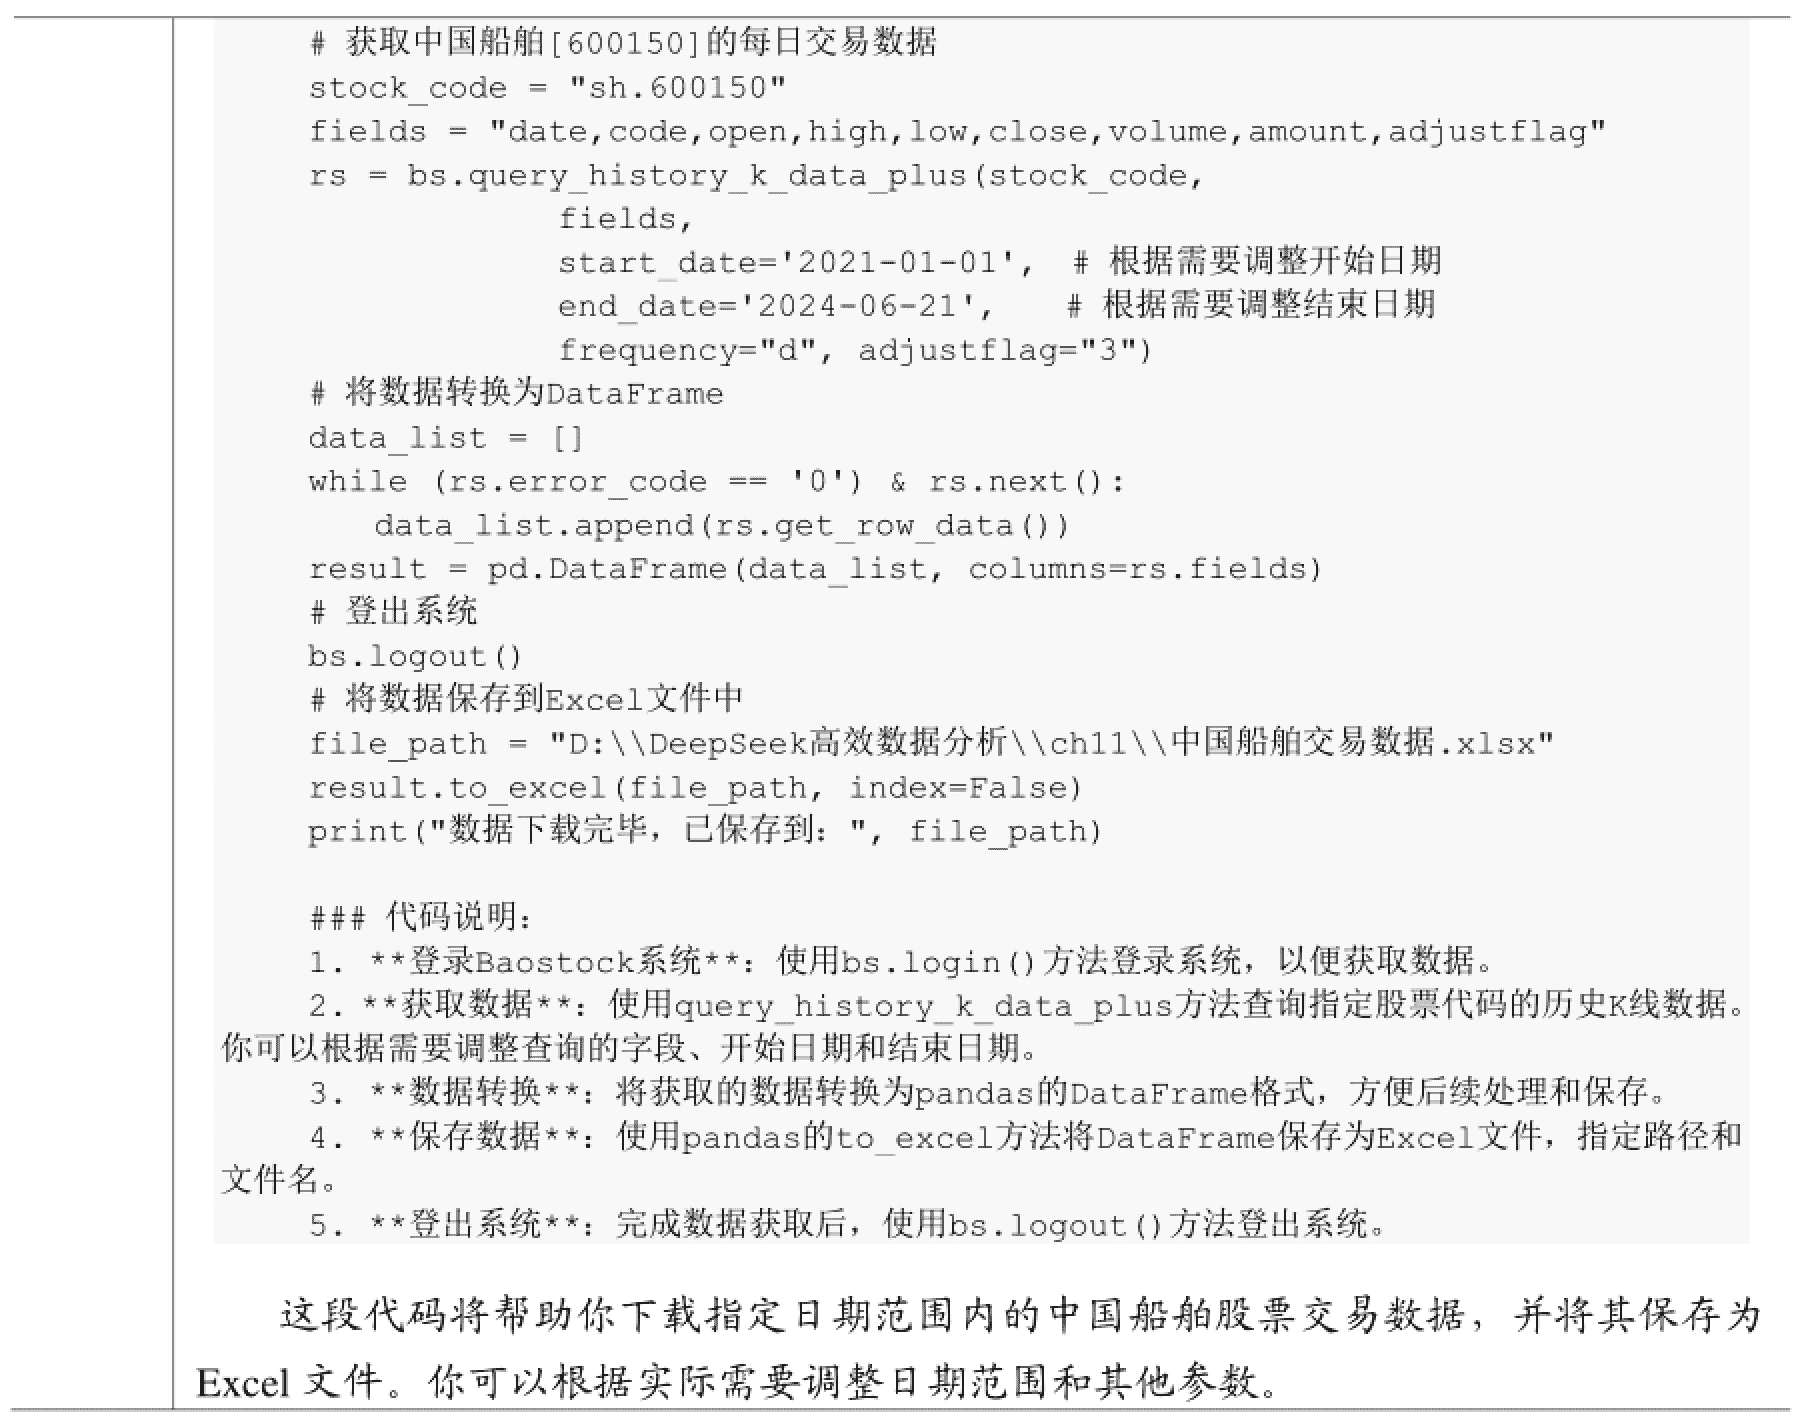 # 获取中国船舶[600150]的每日交易数据
stock_code = "sh.600150"
fields = "date,code,open,high,low,close,volume,amount,adjustflag"
rs = bs.query_history_k_data_plus(stock_code,
fields,
start_date='2021-01-01', # 根据需要调整开始日期
end_date='2024-06-21', # 根据需要调整结束日期
frequency="d", adjustflag="3")
# 将数据转换为DataFrame
data_list = []
while (rs.error_code == '0') & rs.next():
data_list.append(rs.get_row_data())
result = pd.DataFrame(data_list, columns=rs.fields)
# 登出系统
bs.logout()
# 将数据保存到Excel文件中
file_path = "D:\\DeepSeek高效数据分析\\ch11\\中国船舶交易数据.xlsx"
result.to_excel(file_path, index=False)
print("数据下载完毕，已保存到：", file_path)
### 代码说明：
1. **登录Baostock系统**：使用bs.login()方法登录系统，以便获取数据。
2. **获取数据**：使用query_history_k_data_plus方法查询指定股票代码的历史K线数据。
你可以根据需要调整查询的字段、开始日期和结束日期。
3. **数据转换**：将获取的数据转换为pandas的DataFrame格式，方便后续处理和保存。
4. **保存数据**：使用pandas的to_excel方法将DataFrame保存为Excel文件，指定路径和
文件名。
5. **登出系统**：完成数据获取后，使用bs.logout()方法登出系统。
这段代码将帮助你下载指定日期范围内的中国船舶股票交易数据，并将其保存为
Excel 文件。你可以根据实际需要调整日期范围和其他参数。